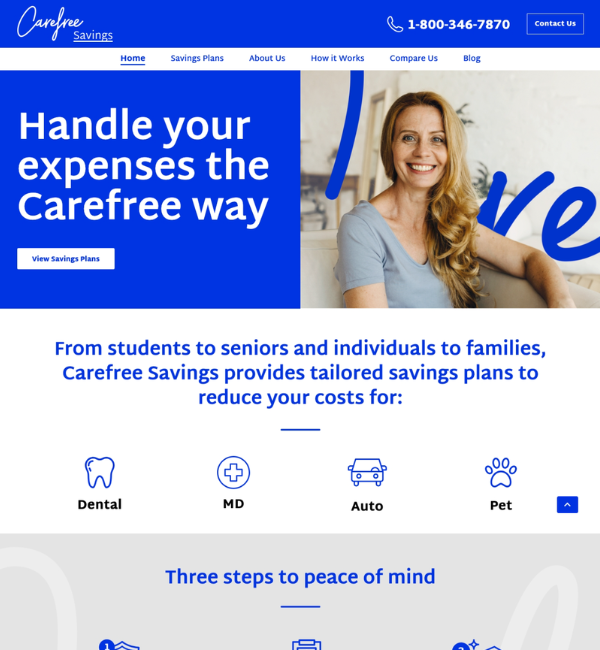 Carefree
Savings
1-800-346-7870
Contact Us
Home
Savings Plans
About Us
How it Works
Compare Us
Blog
Handle your
expenses the
Carefree way
View Savings Plans
From students to seniors and individuals to families,
Carefree Savings provides tailored savings plans to
reduce your costs for:
Dental
MD
Auto
Pet
Three steps to peace of mind
1